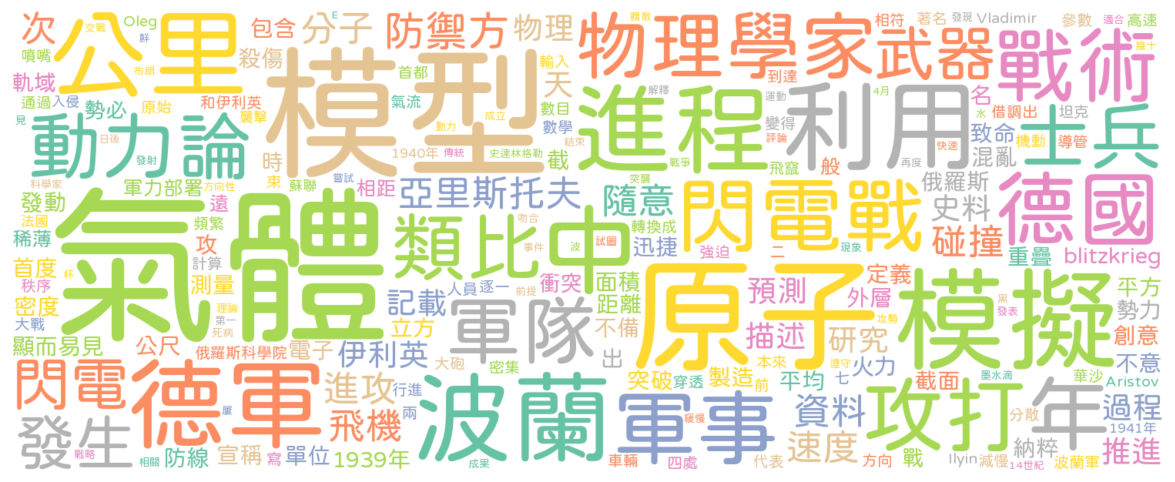 次 公里 Oleg 交戰 E 包含 分子 防禦方 物理 物理學家 武器 相符 著名 發現 Vladimir 參數 適合 高速
噴嘴 鮮 布明 殺傷 模型 首都 輸入 擴散 到達 戰術 幾十
軌域 通過 入侵 和伊利英 氣流 天 解釋 進程 利用 4月 名 借調出 坦克 士兵
見 勢必 原始 襲擊 動力 成立 數目 運動 變得 水 致命 機動 導管
動力論 日後 發射 1940年 傳統 數學 結束 評論 快速 混亂
科學家 時 束 史達林格勒 截 戰爭 飛竄 般 再度 俄羅斯 德國
軍力部署 方向性 蘇聯 相距 嘗試 亞里斯托夫 突襲 隨意 閃電戰 史料
發動 遠 氣體 類比中 吻合 轉換成
法國 頻繁 稀薄 攻 事件 波 試圖 迅捷 強迫 二 現象 碰撞 重疊 blitzkrieg
首度 計算 秩序 杯 測量 人員 逐一 前提 衝突 面積 原子 預測 定義 模擬 平方
密度 理論 記載 軍隊 距離 外層 攻勢 黑 勢力
大戰 第一 死病 立方 不備 描述 研究 發表 創意
顯而易見 公尺 俄羅斯科學院 電子 伊利英 大砲 密集 出 本來 遵守 火力 墨水滴 華沙 不意
閃電 德軍 進攻 行進 波蘭 突破 穿透 製造 前 平均 七 截面 Aristov
兩 軍事 緩慢 資料 攻打 年 分散 過程
發生 屢 飛機 1941年
戰略 相關 防線 宣稱 寫 單位 1939年 成果 車輛 四處 代表 速度 方向 戰 Ilyin 減慢 納粹 14世紀 波蘭軍 推進